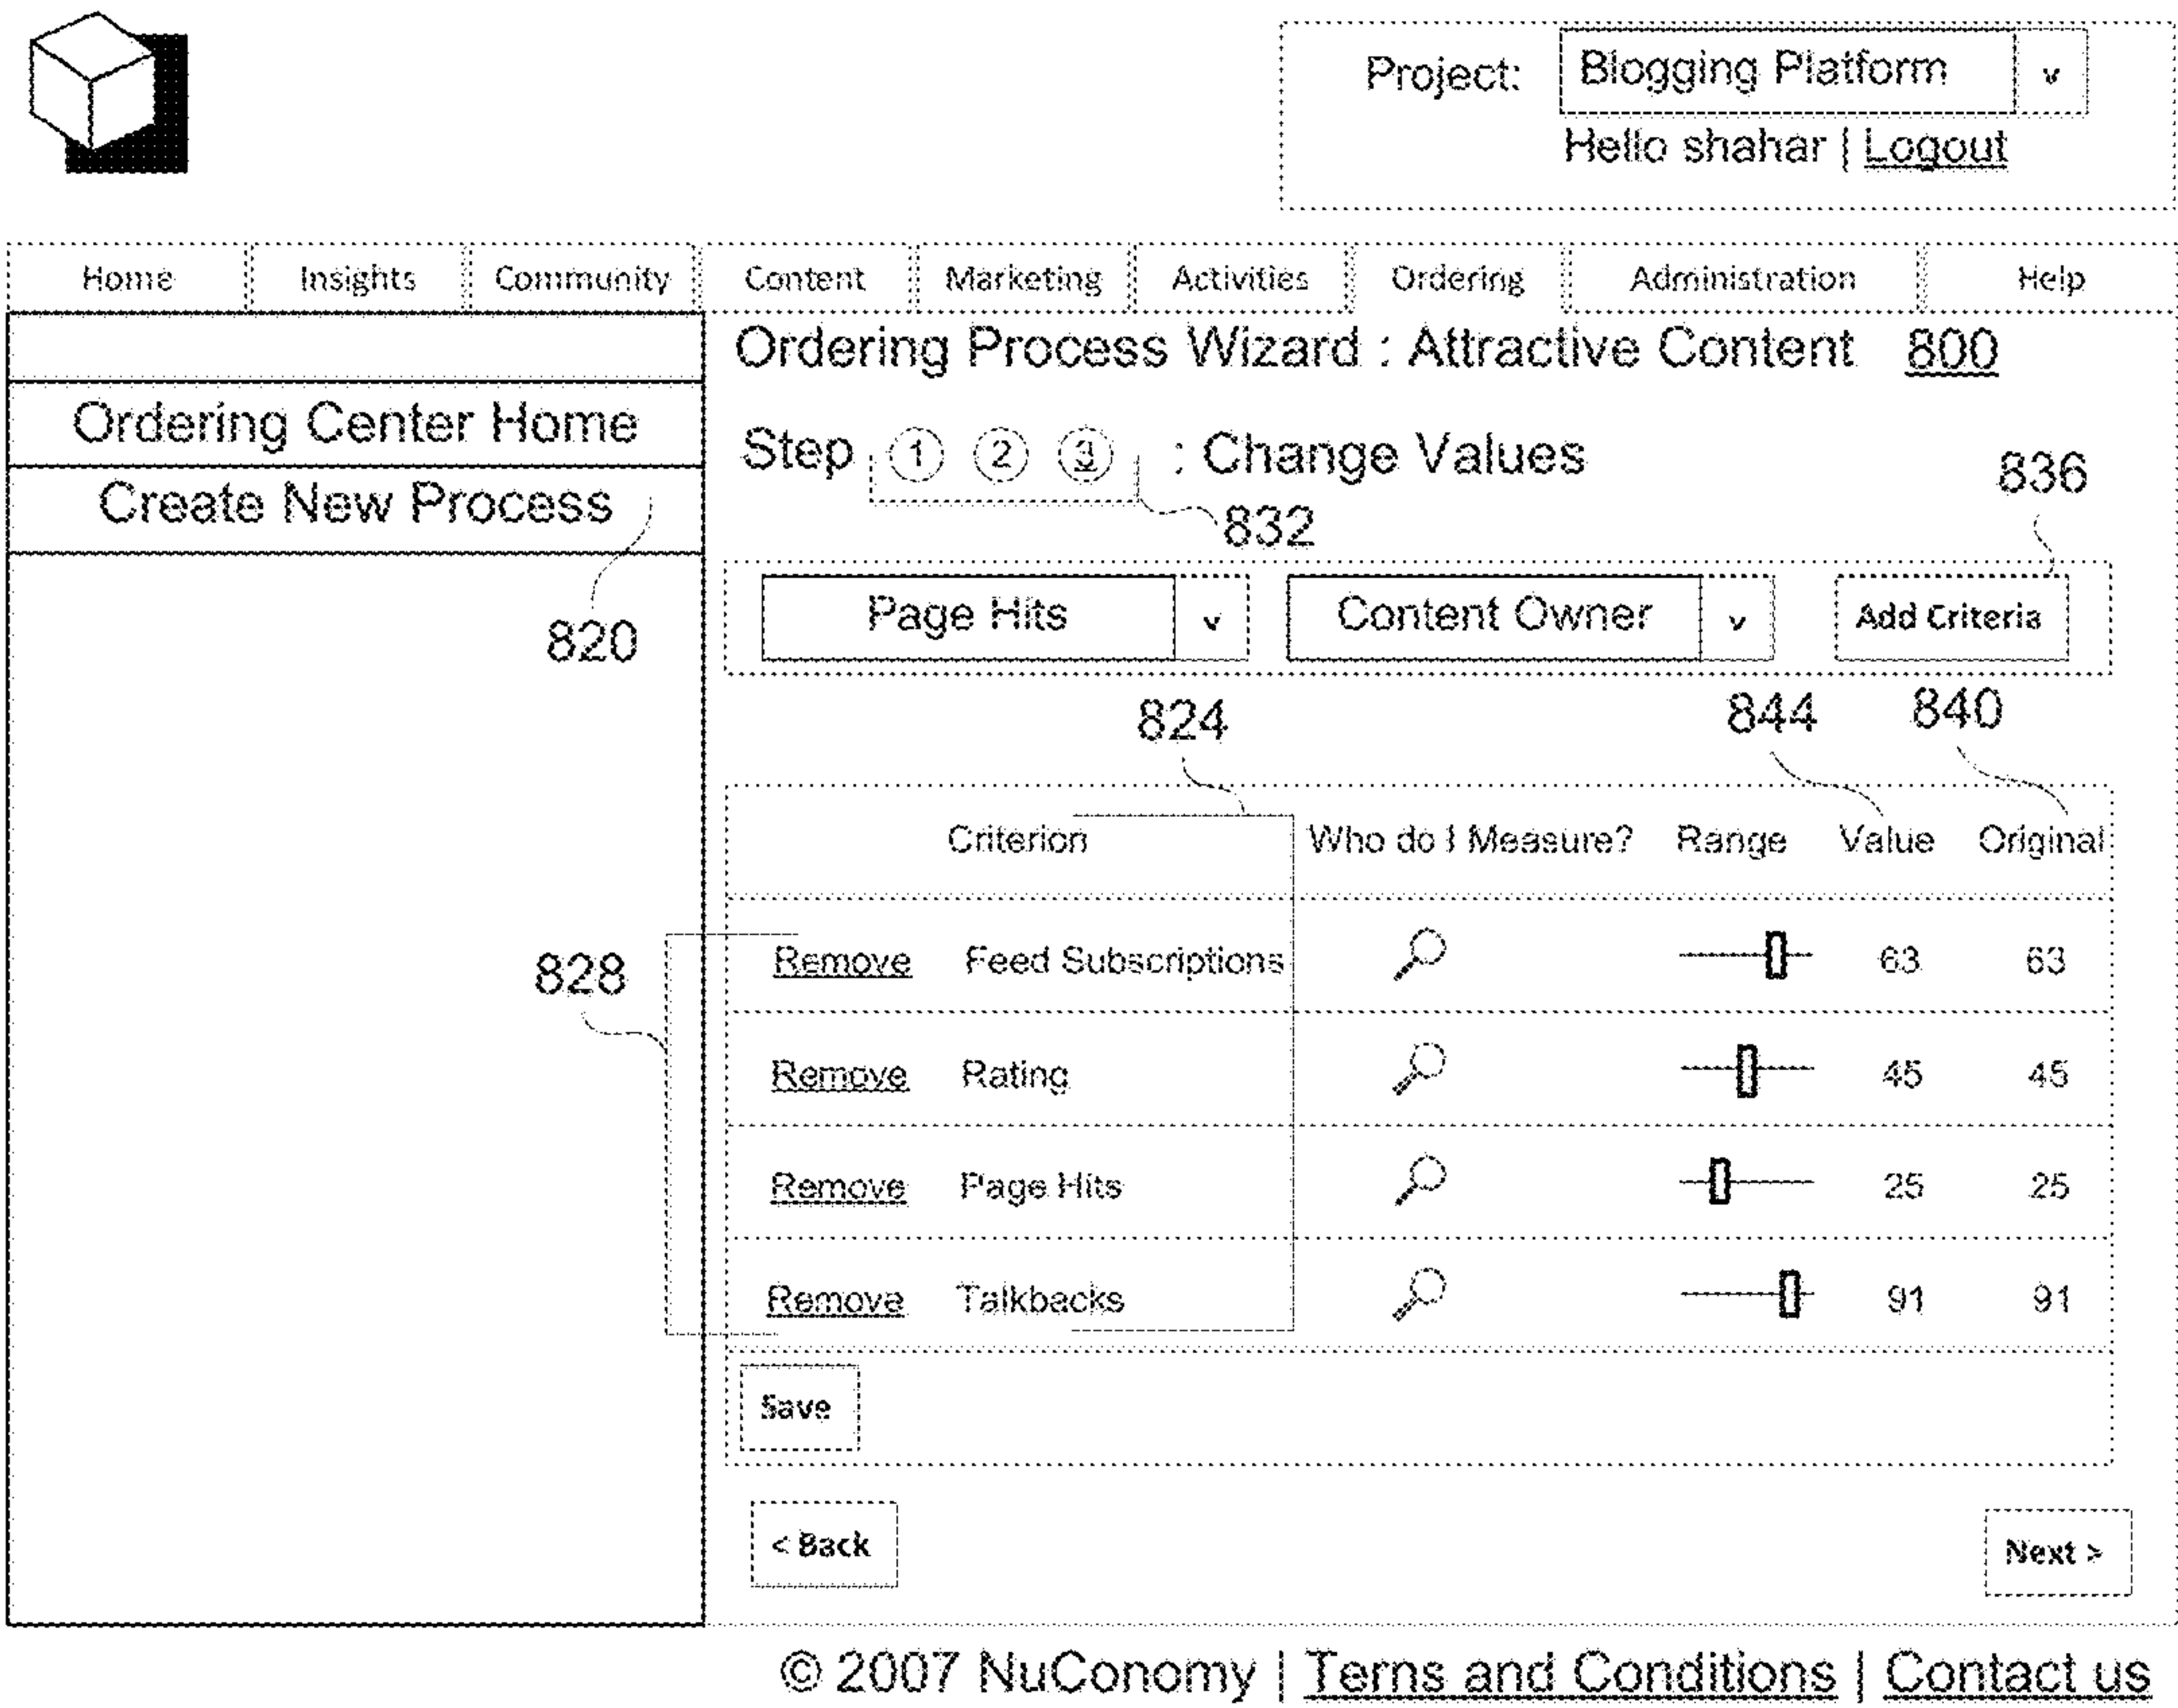 Project: Blogging Platform v
Hello shahar | Logout
Home Insights Community Content Marketing Activities Ordering Administration Help
Ordering Process Wizard : Attractive Content 800
Ordering Center Home
Create New Process
820
Step 1 2 3 : Change Values
832
836
Page Hits v Content Owner v Add Criteria
824 844 840
Criterion Who do I Measure? Range Value Original
828
Remove Feed Subscriptions 63 63
Remove Rating 45 45
Remove Page Hits 25 25
Remove Talkbacks 91 91
Save
< Back Next >
© 2007 NuConomy | Terns and Conditions | Contact us